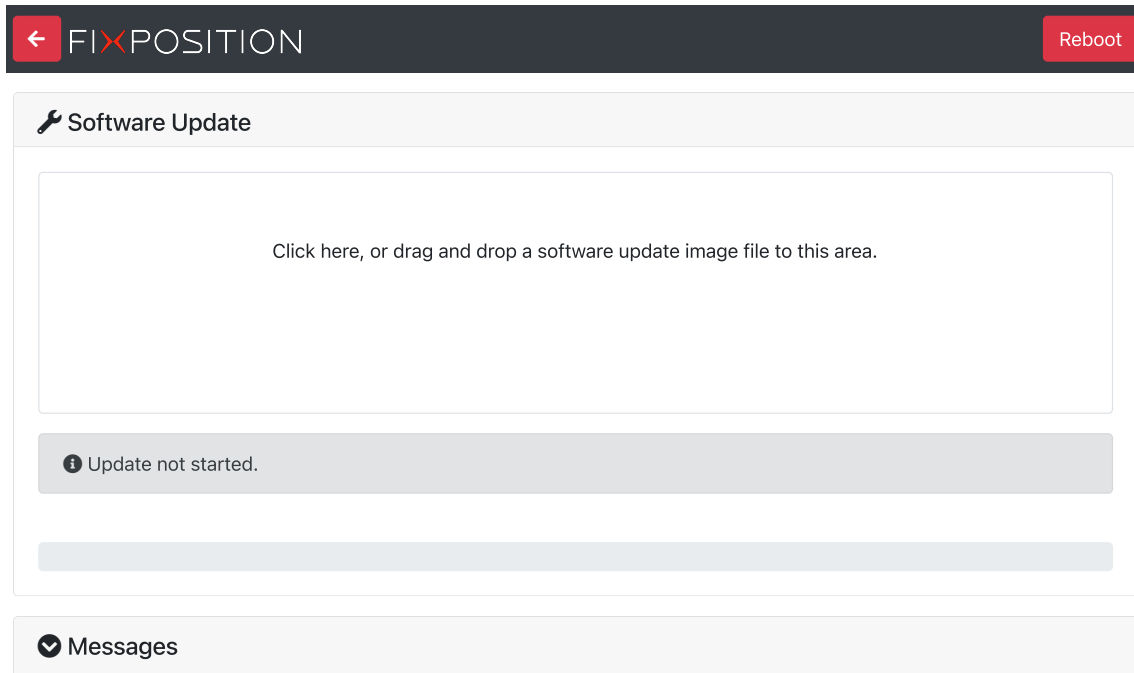 FIXPOSITION
Reboot
Software Update
Click here, or drag and drop a software update image file to this area.
Update not started.
Messages